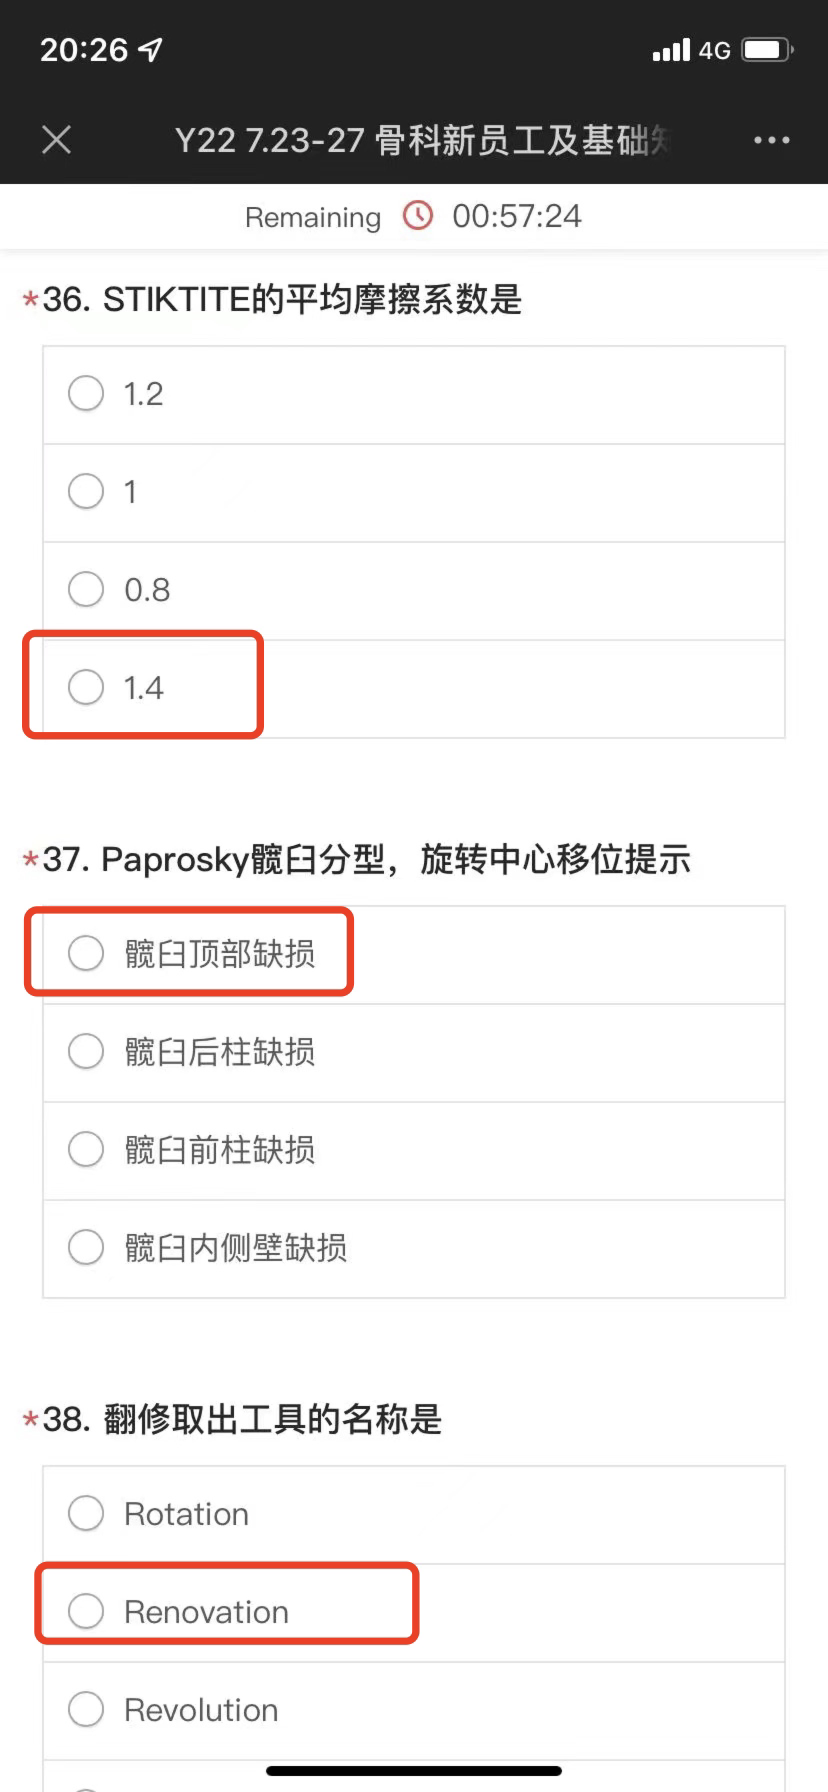 20:26
4G
Y22 7.23-27 骨科新员工及基础
Remaining 00:57:24
*36. STIKTITE的平均摩擦系数是
1.2
1
0.8
1.4
*37. Paprosky髋臼分型，旋转中心移位提示
髋臼顶部缺损
髋臼后柱缺损
髋臼前柱缺损
髋臼内侧壁缺损
*38. 翻修取出工具的名称是
Rotation
Renovation
Revolution